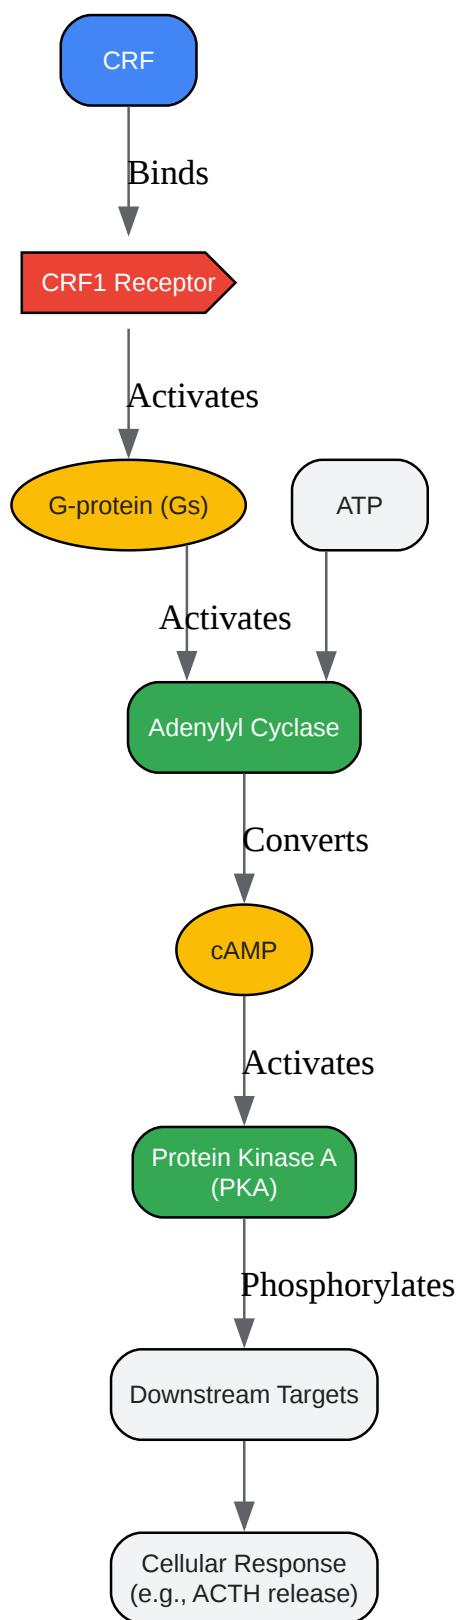 CRF
Binds
CRF1 Receptor
Activates
G-protein (Gs)
ATP
Activates
Adenylyl Cyclase
Converts
cAMP
Activates
Protein Kinase A
(PKA)
Phosphorylates
Downstream Targets
Cellular Response
(e.g., ACTH release)